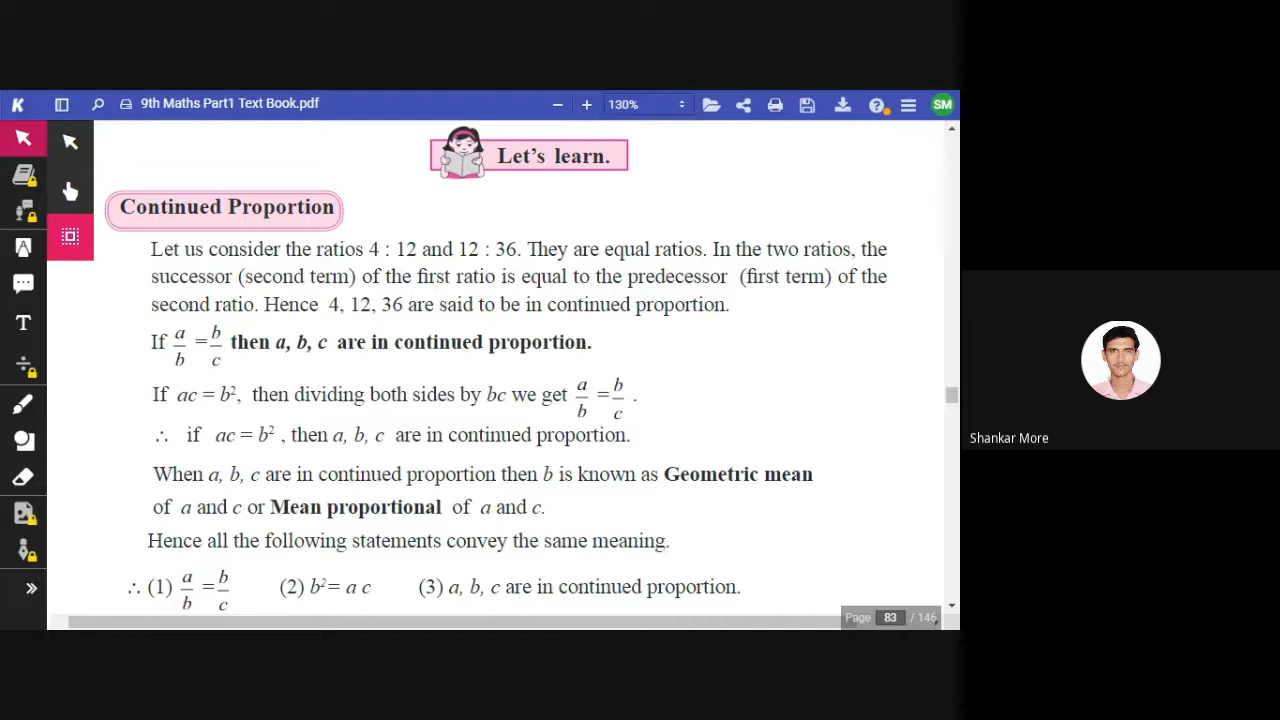 K
9th Maths Part1 Text Book.pdf
130%
SM
Let's learn.
Continued Proportion
Let us consider the ratios 4 : 12 and 12 : 36. They are equal ratios. In the two ratios, the
successor (second term) of the first ratio is equal to the predecessor (first term) of the
second ratio. Hence 4, 12, 36 are said to be in continued proportion.
If a/b = b/c then a, b, c are in continued proportion.
If ac = b², then dividing both sides by bc we get a/b = b/c .
∴ if ac = b² , then a, b, c are in continued proportion.
When a, b, c are in continued proportion then b is known as Geometric mean
of a and c or Mean proportional of a and c.
Hence all the following statements convey the same meaning.
∴ (1) a/b = b/c (2) b² = a c (3) a, b, c are in continued proportion.
Page 83 / 146
Shankar More